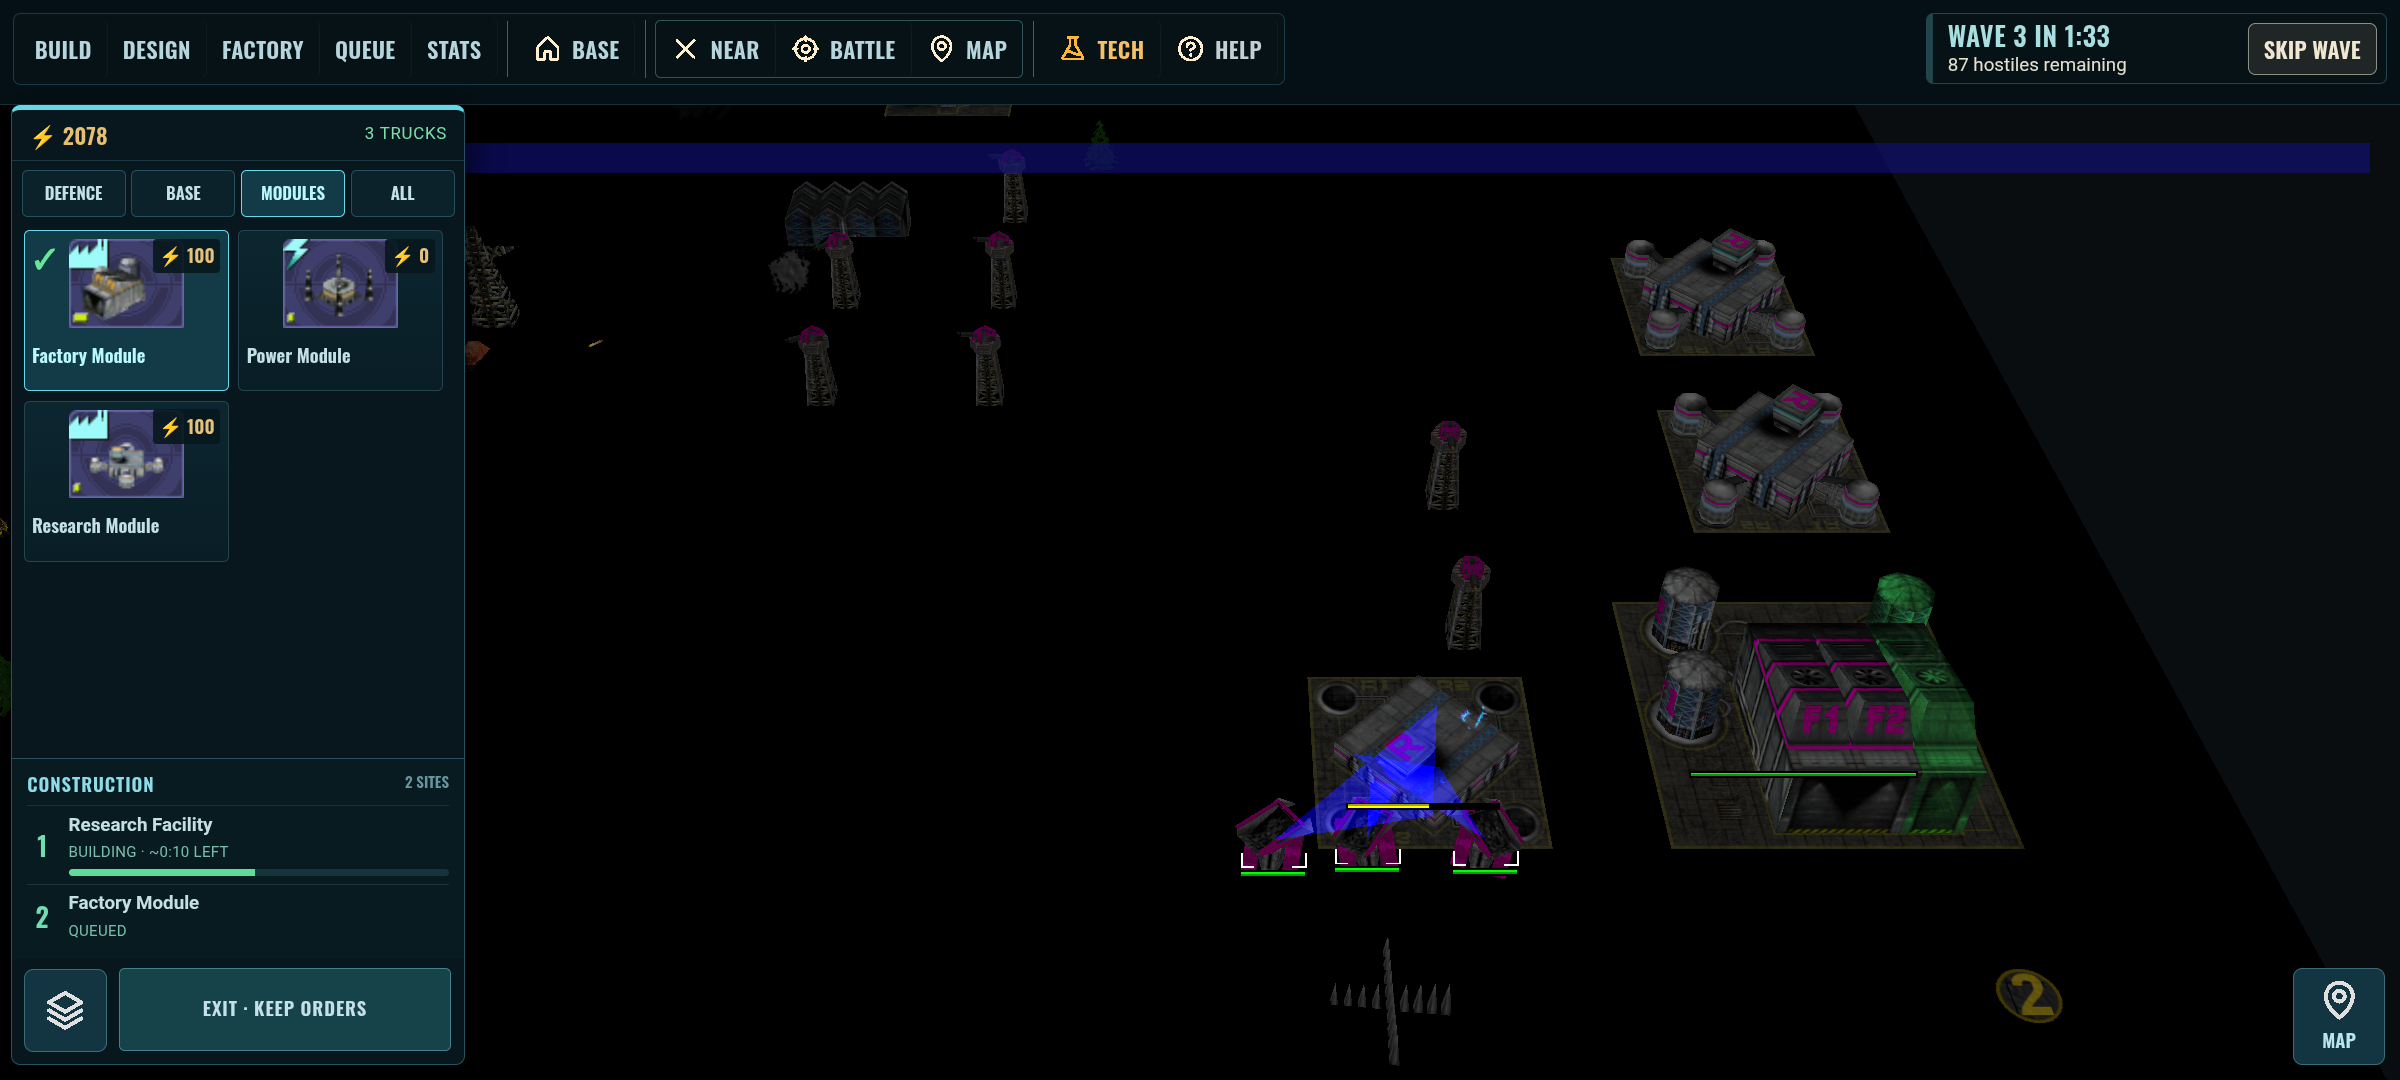 BUILD DESIGN FACTORY QUEUE STATS BASE NEAR BATTLE MAP TECH HELP
WAVE 3 IN 1:33
87 hostiles remaining
SKIP WAVE
2078
3 TRUCKS
DEFENCE BASE MODULES ALL
100
Factory Module
0
Power Module
100
Research Module
CONSTRUCTION
2 SITES
1
Research Facility
BUILDING · ~0:10 LEFT
2
Factory Module
QUEUED
EXIT · KEEP ORDERS
R
R
R
F1 F2
2
MAP